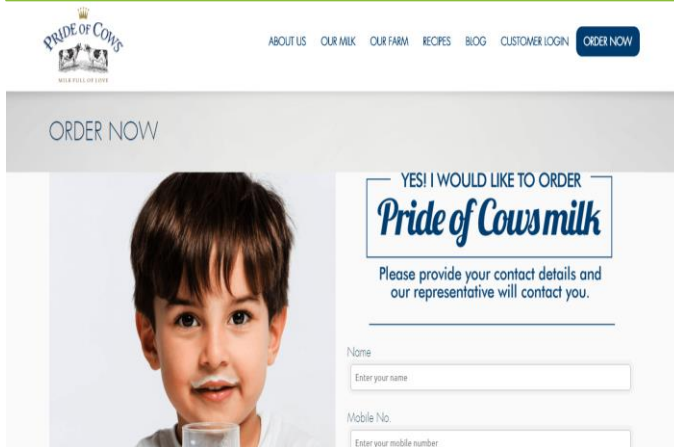 PRIDE OF COWS
MILK FULL OF LOVE
ABOUT US OUR MILK OUR FARM RECIPES BLOG CUSTOMER LOGIN ORDER NOW
ORDER NOW
YES! I WOULD LIKE TO ORDER
Pride of Cows milk
Please provide your contact details and
our representative will contact you.
Name
Enter your name
Mobile No.
Enter your mobile number